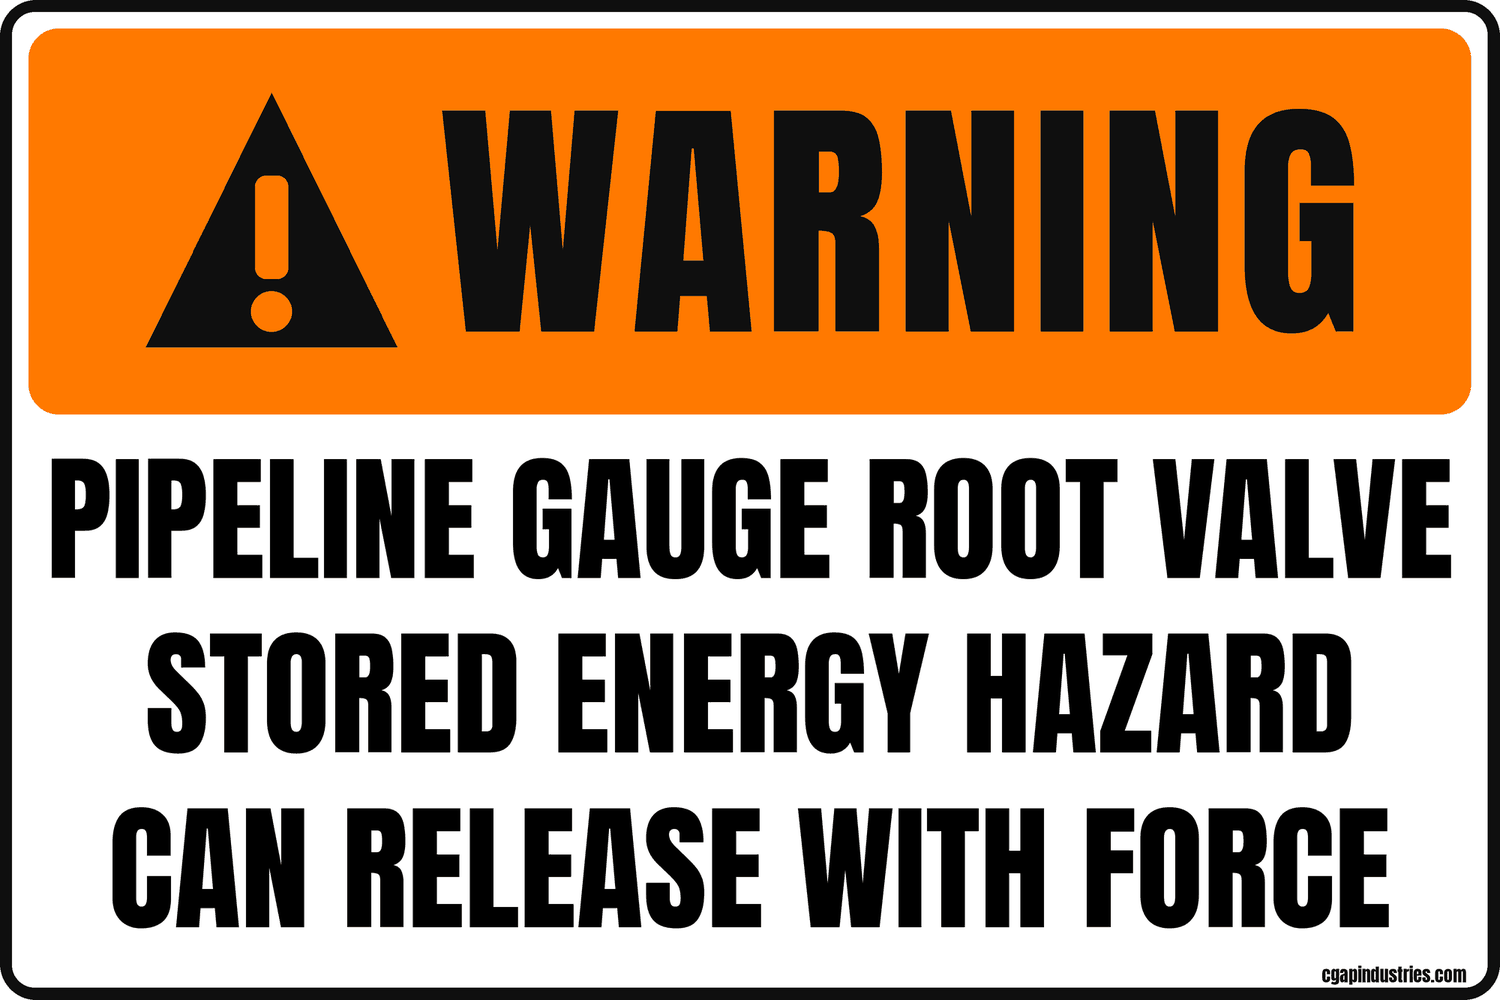 WARNING
PIPELINE GAUGE ROOT VALVE
STORED ENERGY HAZARD
CAN RELEASE WITH FORCE
cgapindustries.com